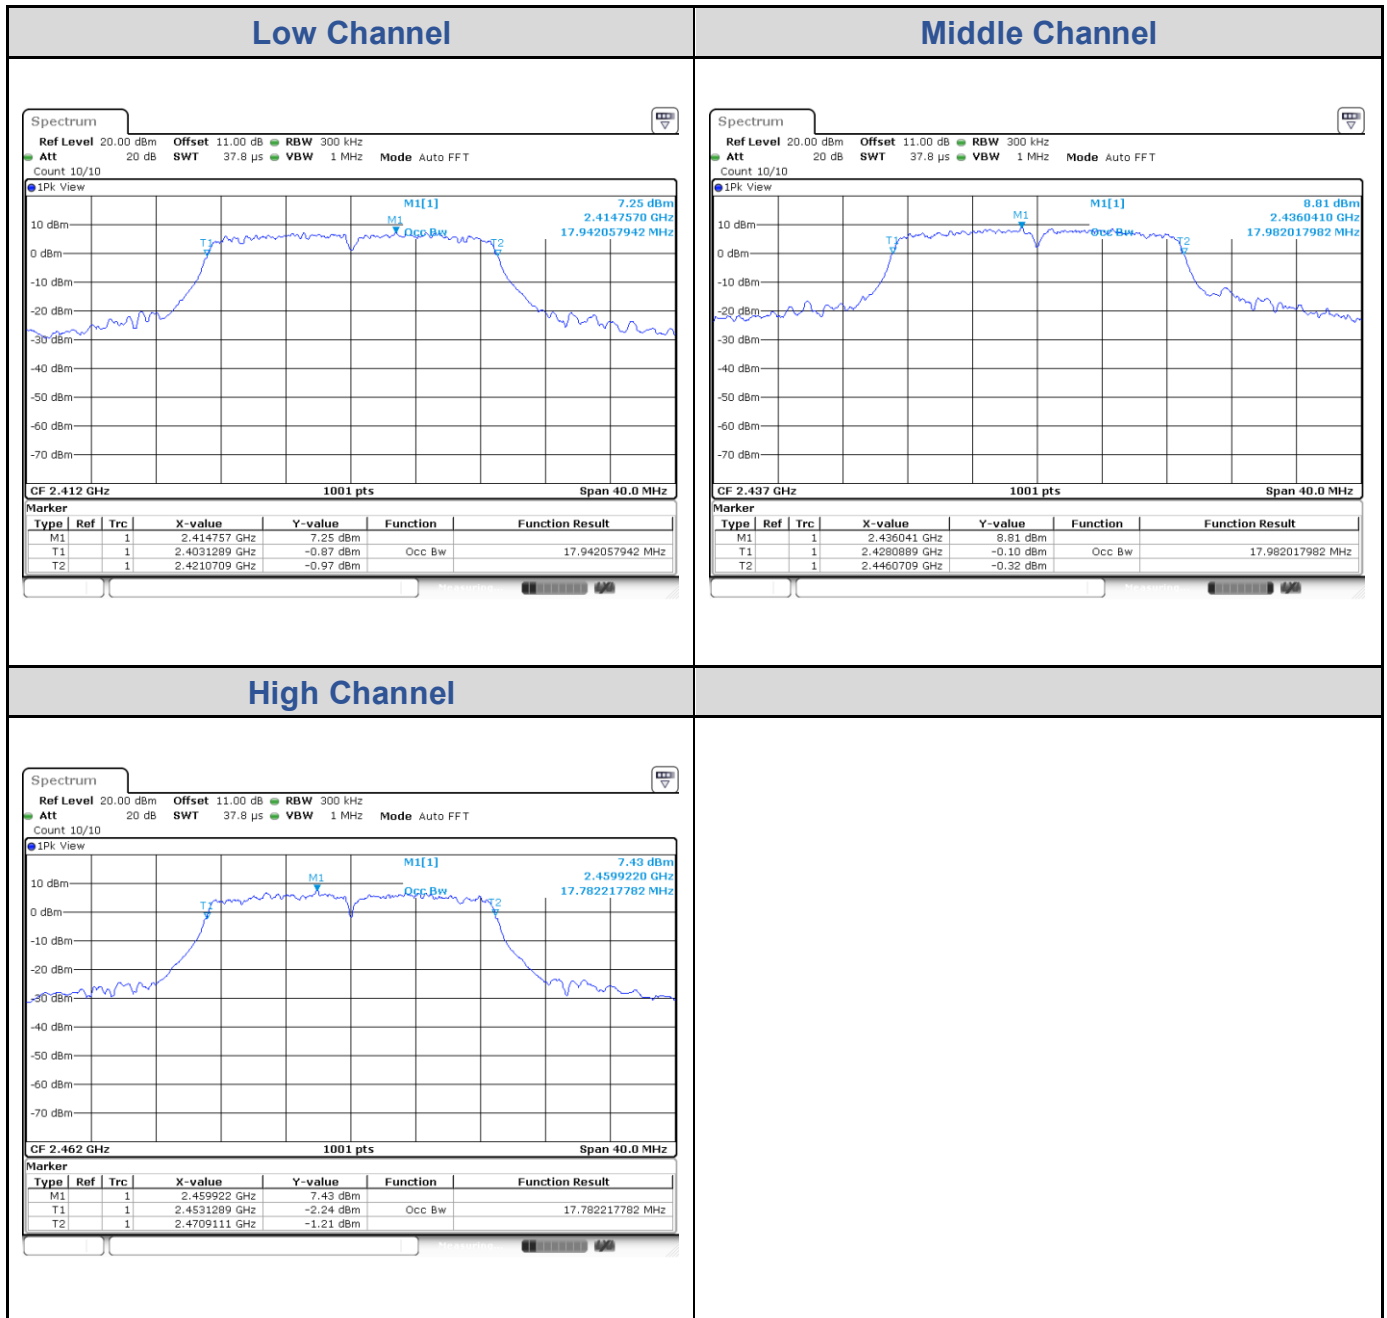 Low Channel
Middle Channel
Spectrum
Ref Level 20.00 dBm Offset 11.00 dB RBW 300 kHz
Att 20 dB SWT 37.8 µs VBW 1 MHz Mode Auto FFT
Count 10/10
1Pk View
M1[1] 7.25 dBm
2.4147570 GHz
Occ Bw 17.942057942 MHz
M1
T1
T2
10 dBm
0 dBm
-10 dBm
-20 dBm
-30 dBm
-40 dBm
-50 dBm
-60 dBm
-70 dBm
CF 2.412 GHz 1001 pts Span 40.0 MHz
Marker
Type Ref Trc X-value Y-value Function Function Result
M1 1 2.414757 GHz 7.25 dBm
T1 1 2.4031289 GHz -0.87 dBm Occ Bw 17.942057942 MHz
T2 1 2.4210709 GHz -0.97 dBm
Spectrum
Ref Level 20.00 dBm Offset 11.00 dB RBW 300 kHz
Att 20 dB SWT 37.8 µs VBW 1 MHz Mode Auto FFT
Count 10/10
1Pk View
M1[1] 8.81 dBm
2.4360410 GHz
Occ Bw 17.982017982 MHz
M1
T1
T2
10 dBm
0 dBm
-10 dBm
-20 dBm
-30 dBm
-40 dBm
-50 dBm
-60 dBm
-70 dBm
CF 2.437 GHz 1001 pts Span 40.0 MHz
Marker
Type Ref Trc X-value Y-value Function Function Result
M1 1 2.436041 GHz 8.81 dBm
T1 1 2.4280889 GHz -0.10 dBm Occ Bw 17.982017982 MHz
T2 1 2.4460709 GHz -0.32 dBm
High Channel
Spectrum
Ref Level 20.00 dBm Offset 11.00 dB RBW 300 kHz
Att 20 dB SWT 37.8 µs VBW 1 MHz Mode Auto FFT
Count 10/10
1Pk View
M1[1] 7.43 dBm
2.4599220 GHz
Occ Bw 17.782217782 MHz
M1
T1
T2
10 dBm
0 dBm
-10 dBm
-20 dBm
-30 dBm
-40 dBm
-50 dBm
-60 dBm
-70 dBm
CF 2.462 GHz 1001 pts Span 40.0 MHz
Marker
Type Ref Trc X-value Y-value Function Function Result
M1 1 2.459922 GHz 7.43 dBm
T1 1 2.4531289 GHz -2.24 dBm Occ Bw 17.782217782 MHz
T2 1 2.4709111 GHz -1.21 dBm